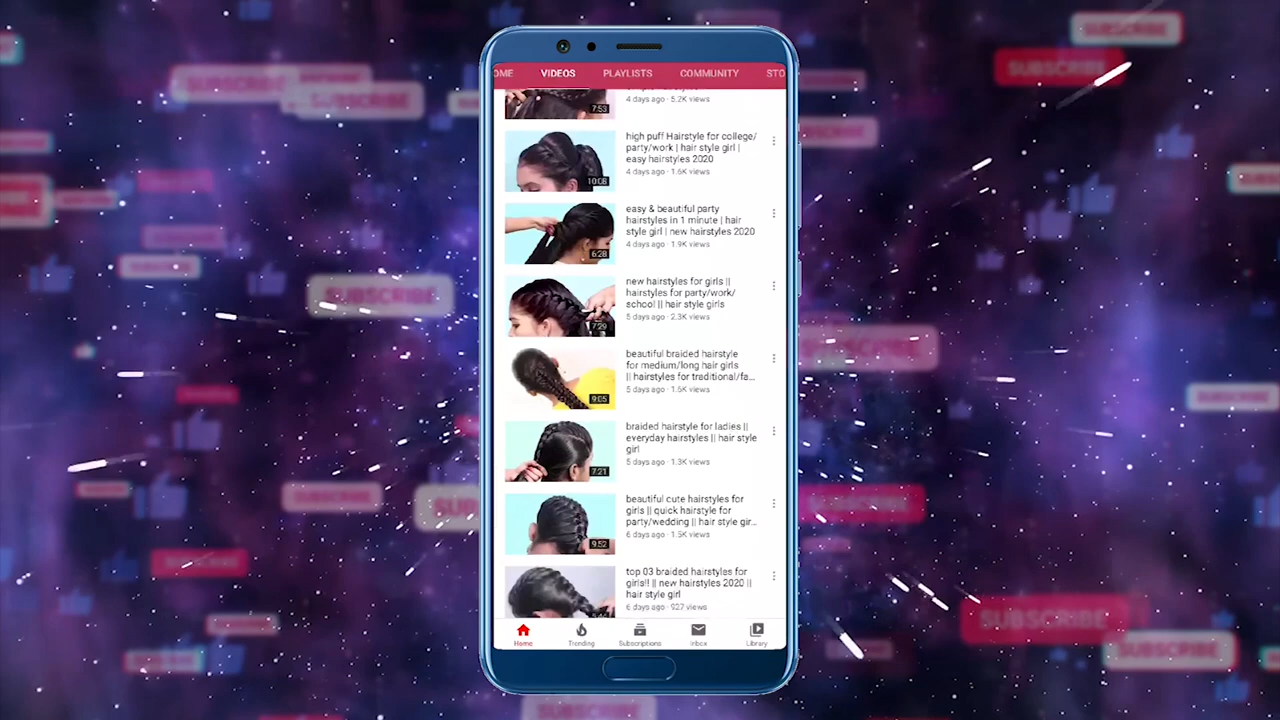 OME VIDEOS PLAYLISTS COMMUNITY STO
7:53
4 days ago · 5.2K views
high puff Hairstyle for college/
party/work | hair style girl |
easy hairstyles 2020
10:08
4 days ago · 1.6K views
easy & beautiful party
hairstyles in 1 minute | hair
style girl | new hairstyles 2020
6:28
4 days ago · 1.9K views
new hairstyles for girls ||
hairstyles for party/work/
school || hair style girls
7:29
5 days ago · 2.3K views
beautiful braided hairstyle
for medium/long hair girls
|| hairstyles for traditional/fa...
9:05
5 days ago · 1.5K views
braided hairstyle for ladies ||
everyday hairstyles || hair style
girl
7:21
5 days ago · 1.3K views
beautiful cute hairstyles for
girls || quick hairstyle for
party/wedding || hair style gir...
9:52
6 days ago · 1.5K views
top 03 braided hairstyles for
girls!! || new hairstyles 2020 ||
hair style girl
6 days ago · 927 views
Home Trending Subscriptions Inbox Library
SUBSCRIBE
SUBSCRIBE
SUBSCRIBE
SUBSCRIBE
SUBSCRIBE
SUBSCRIBE
SUBSCRIBE